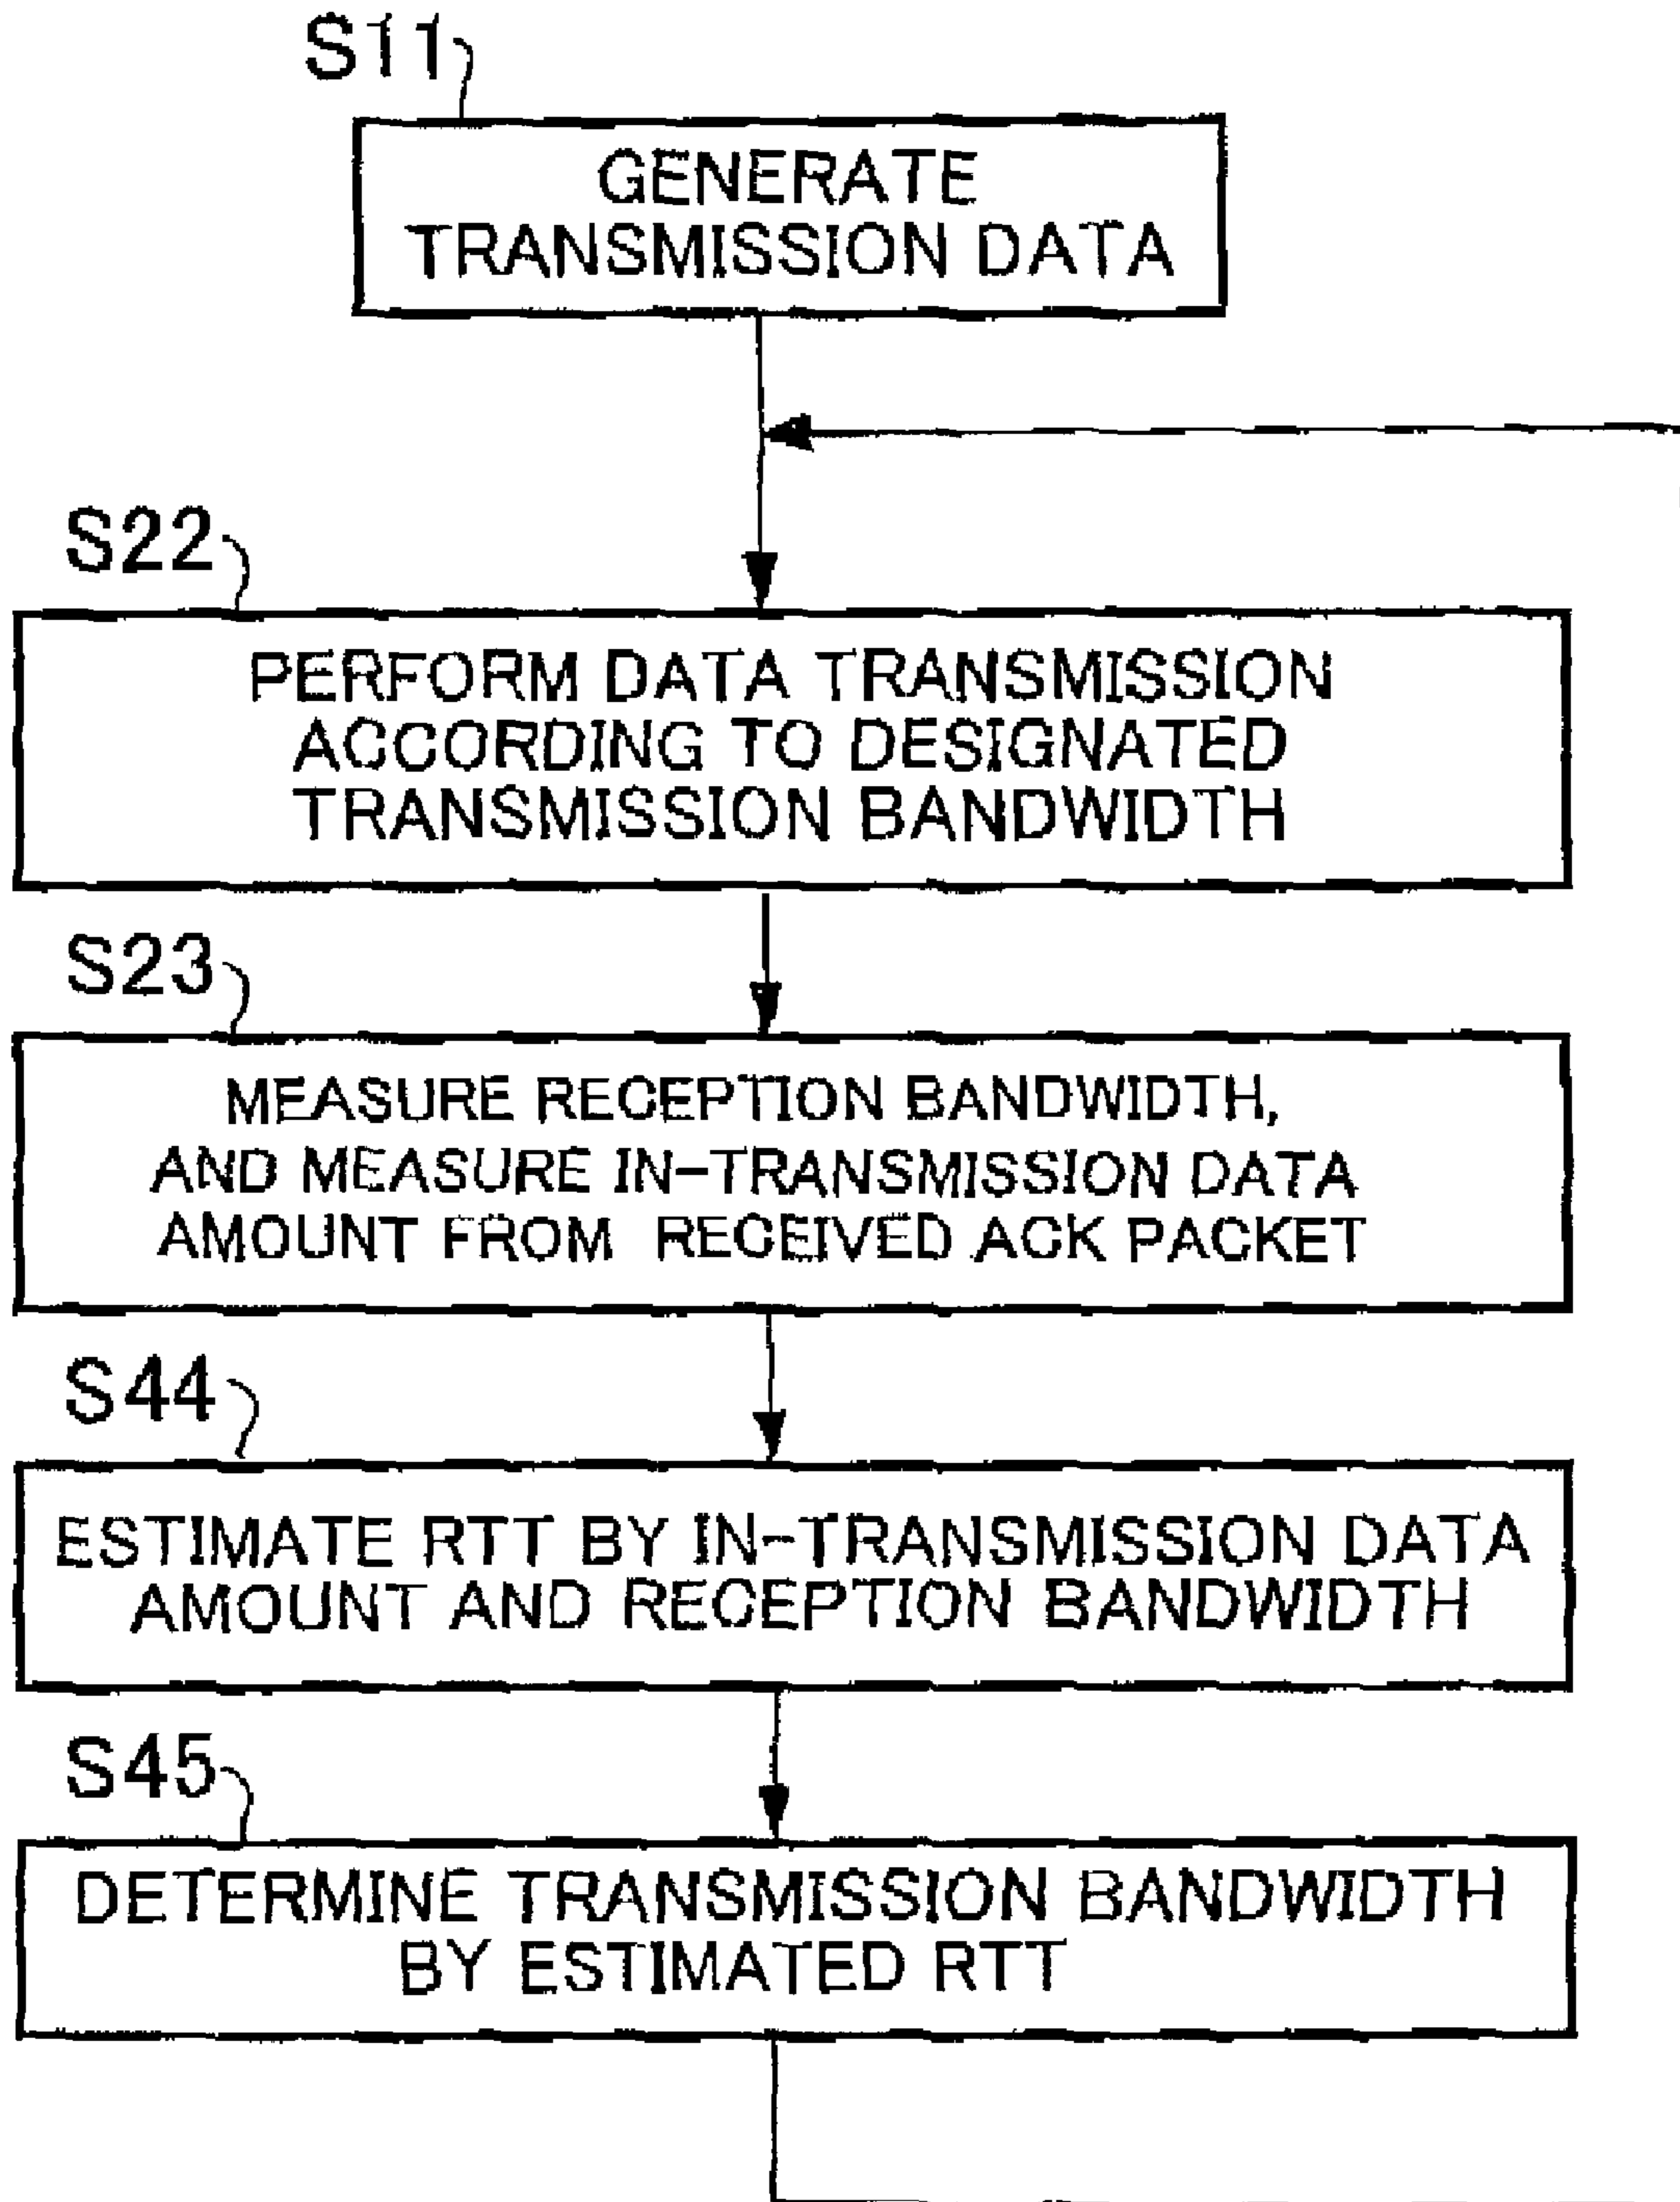 S11
GENERATE
TRANSMISSION DATA
S22
PERFORM DATA TRANSMISSION
ACCORDING TO DESIGNATED
TRANSMISSION BANDWIDTH
S23
MEASURE RECEPTION BANDWIDTH,
AND MEASURE IN-TRANSMISSION DATA
AMOUNT FROM RECEIVED ACK PACKET
S44
ESTIMATE RTT BY IN-TRANSMISSION DATA
AMOUNT AND RECEPTION BANDWIDTH
S45
DETERMINE TRANSMISSION BANDWIDTH
BY ESTIMATED RTT